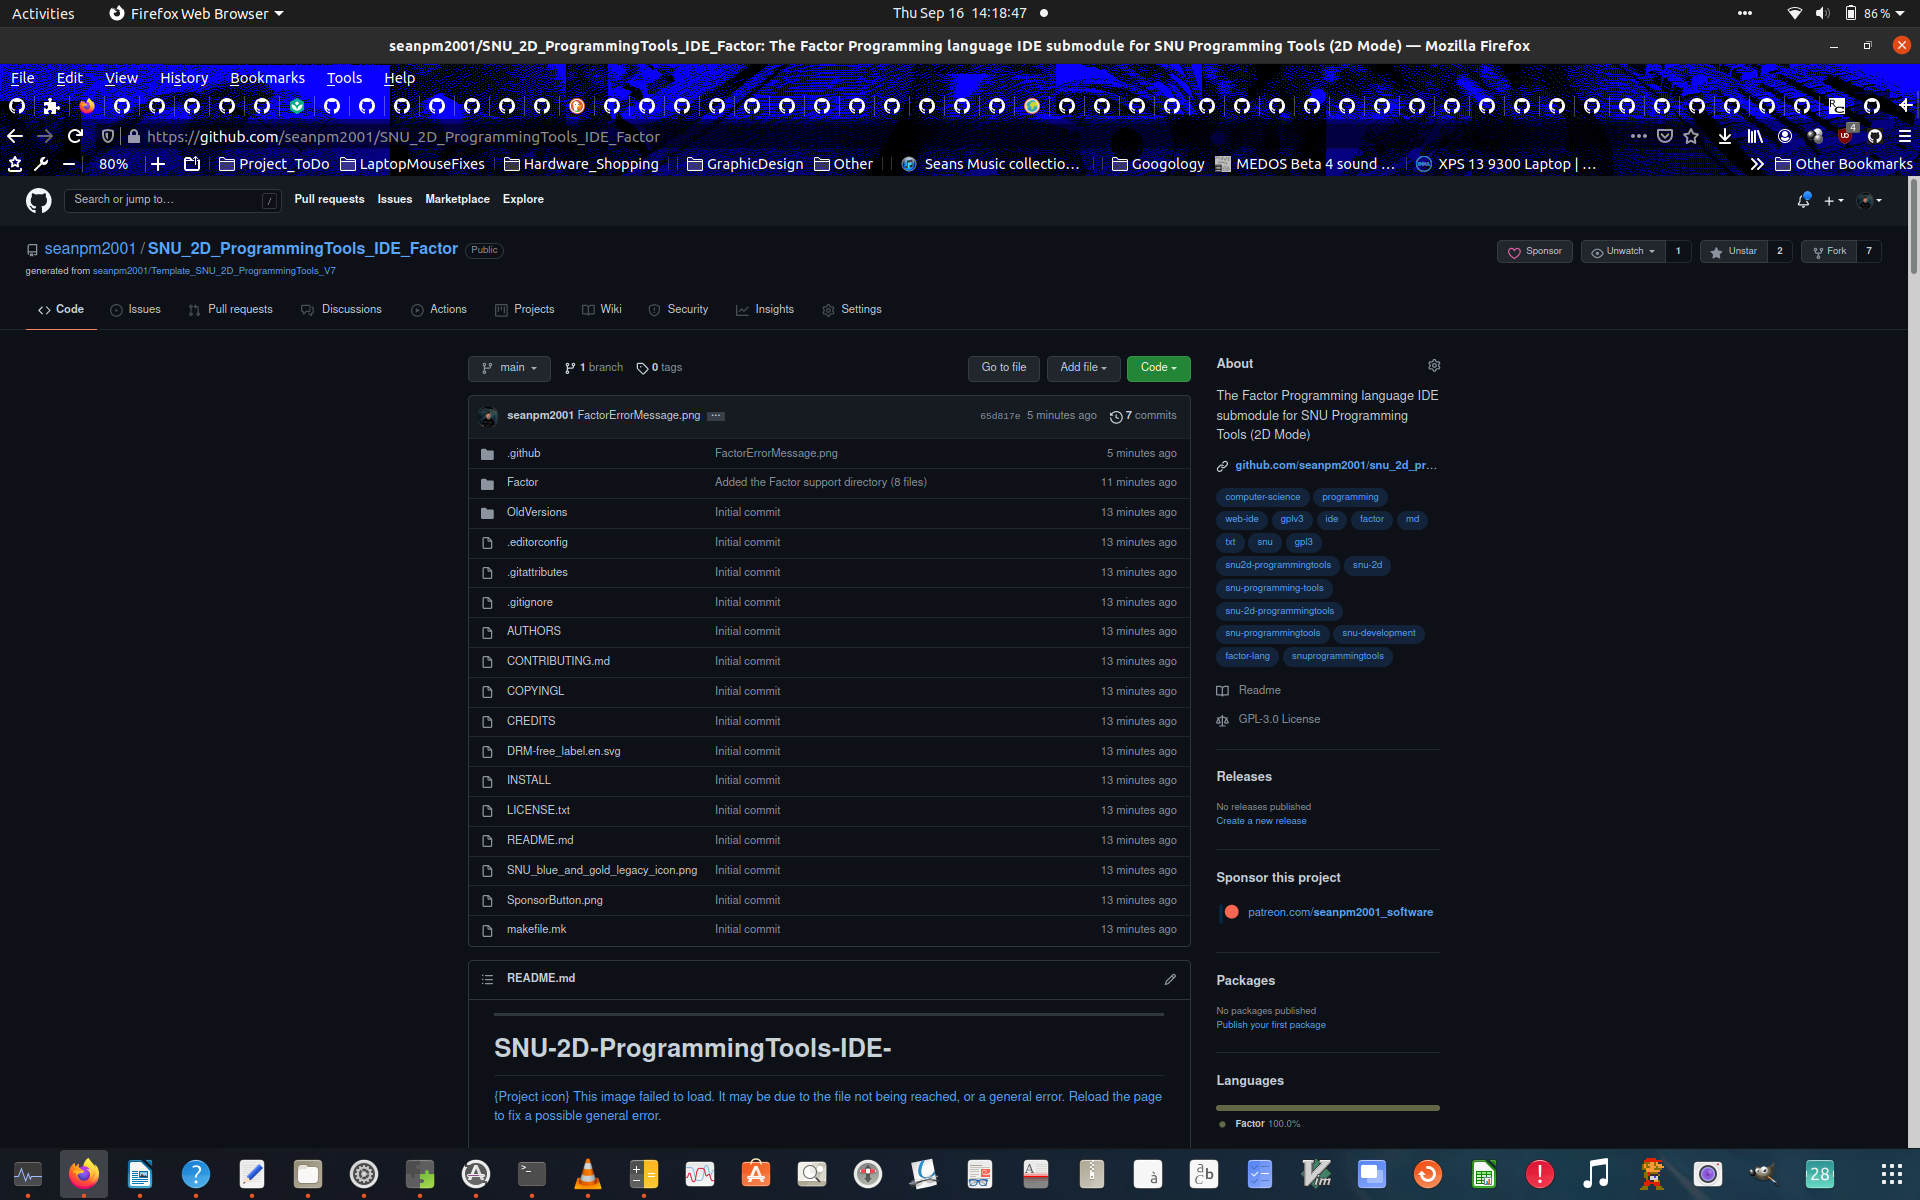 Activities
Firefox Web Browser
Thu Sep 16 14:18:47
86 %
seanpm2001/SNU_2D_ProgrammingTools_IDE_Factor: The Factor Programming language IDE submodule for SNU Programming Tools (2D Mode) — Mozilla Firefox
File Edit View History Bookmarks Tools Help
https://github.com/seanpm2001/SNU_2D_ProgrammingTools_IDE_Factor
4
80%
Project_ToDo
LaptopMouseFixes
Hardware_Shopping
GraphicDesign
Other
Seans Music collectio…
Googology
MEDOS Beta 4 sound …
XPS 13 9300 Laptop | …
Other Bookmarks
Search or jump to…
/
Pull requests Issues Marketplace Explore
seanpm2001 / SNU_2D_ProgrammingTools_IDE_Factor Public
generated from seanpm2001/Template_SNU_2D_ProgrammingTools_V7
Sponsor
Unwatch 1
Unstar 2
Fork 7
Code
Issues
Pull requests
Discussions
Actions
Projects
Wiki
Security
Insights
Settings
main
1 branch
0 tags
Go to file
Add file
Code
seanpm2001 FactorErrorMessage.png ... 65d817e 5 minutes ago 7 commits
.github FactorErrorMessage.png 5 minutes ago
Factor Added the Factor support directory (8 files) 11 minutes ago
OldVersions Initial commit 13 minutes ago
.editorconfig Initial commit 13 minutes ago
.gitattributes Initial commit 13 minutes ago
.gitignore Initial commit 13 minutes ago
AUTHORS Initial commit 13 minutes ago
CONTRIBUTING.md Initial commit 13 minutes ago
COPYINGL Initial commit 13 minutes ago
CREDITS Initial commit 13 minutes ago
DRM-free_label.en.svg Initial commit 13 minutes ago
INSTALL Initial commit 13 minutes ago
LICENSE.txt Initial commit 13 minutes ago
README.md Initial commit 13 minutes ago
SNU_blue_and_gold_legacy_icon.png Initial commit 13 minutes ago
SponsorButton.png Initial commit 13 minutes ago
makefile.mk Initial commit 13 minutes ago
README.md
SNU-2D-ProgrammingTools-IDE-
{Project icon} This image failed to load. It may be due to the file not being reached, or a general error. Reload the page
to fix a possible general error.
About
The Factor Programming language IDE
submodule for SNU Programming
Tools (2D Mode)
github.com/seanpm2001/snu_2d_pr…
computer-science programming
web-ide gplv3 ide factor md
txt snu gpl3
snu2d-programmingtools snu-2d
snu-programming-tools
snu-2d-programmingtools
snu-programmingtools snu-development
factor-lang snuprogrammingtools
Readme
GPL-3.0 License
Releases
No releases published
Create a new release
Sponsor this project
patreon.com/seanpm2001_software
Packages
No packages published
Publish your first package
Languages
Factor 100.0%
28